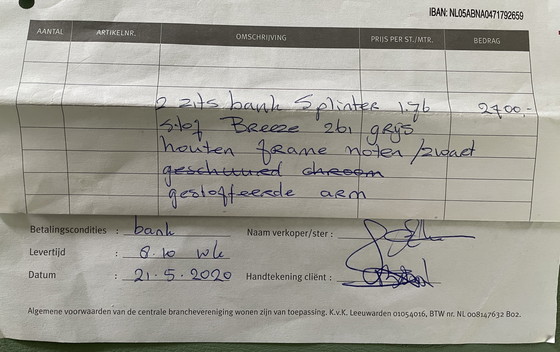 IBAN: NL05ABNA0471792659
AANTAL ARTIKELNR. OMSCHRIJVING PRIJS PER ST./MTR. BEDRAG
2 zits bank Splinter 1.76 2400,-
Stof Breeze 261 grijs
houten frame noten/zwart
geschuurd chroom
gestoffeerde arm
Betalingscondities : bank Naam verkoper/ster :
Levertijd : 8.10 wk
Datum : 21.5.2020 Handtekening cliënt :
Algemene voorwaarden van de centrale branchevereniging wonen zijn van toepassing. K.v.K. Leeuwarden 01054016, BTW nr. NL 008147632 B02.